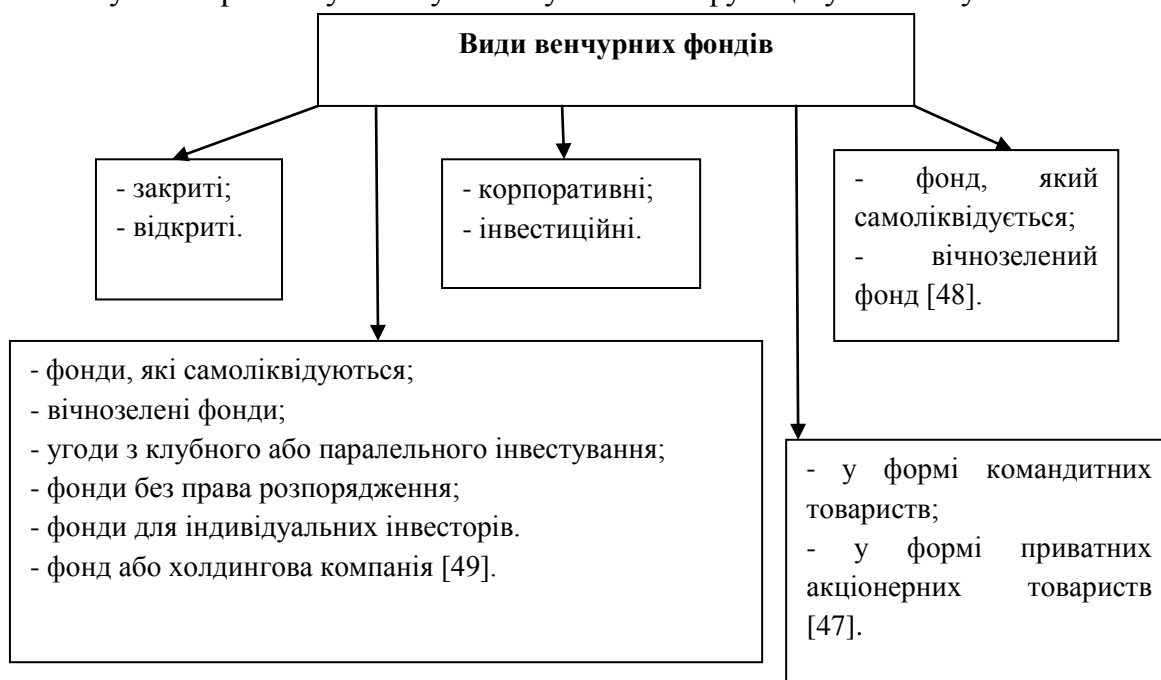 Види венчурних фондів
- закриті;
- відкриті.
- корпоративні;
- інвестиційні.
- фонд, який
самоліквідується;
- вічнозелений
фонд [48].
- фонди, які самоліквідуються;
- вічнозелені фонди;
- угоди з клубного або паралельного інвестування;
- фонди без права розпорядження;
- фонди для індивідуальних інвесторів.
- фонд або холдингова компанія [49].
- у формі командитних
товариств;
- у формі приватних
акціонерних товариств
[47].